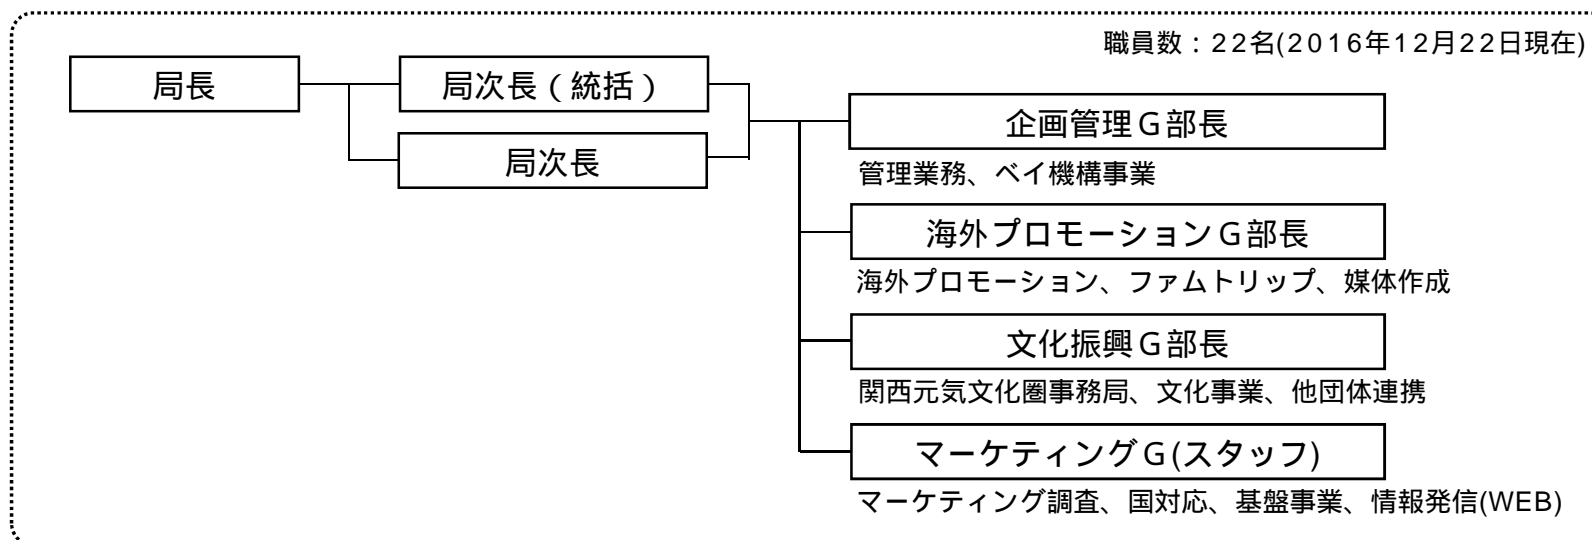 職員数：22名(2016年12月22日現在)
局長
局次長（統括）
局次長
企画管理Ｇ部長
管理業務、ベイ機構事業
海外プロモーションＧ部長
海外プロモーション、ファムトリップ、媒体作成
文化振興Ｇ部長
関西元気文化圏事務局、文化事業、他団体連携
マーケティングＧ(スタッフ)
マーケティング調査、国対応、基盤事業、情報発信(WEB)